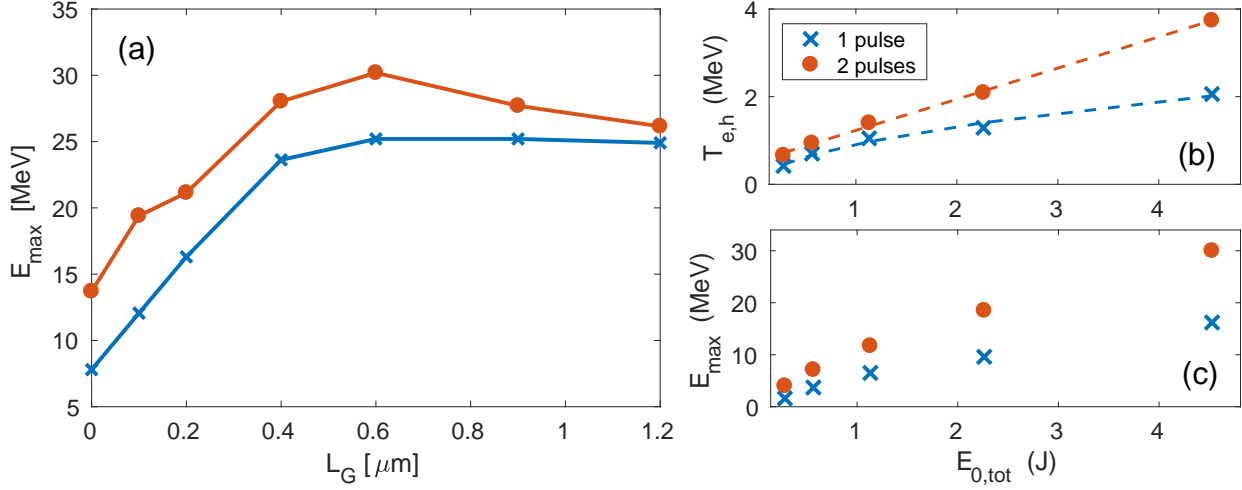 (a)
E_max [MeV]
35
30
25
20
15
10
5
0
0.2
0.4
0.6
0.8
1
1.2
L_G [μm]
(b)
T_e,h (MeV)
4
2
0
1
2
3
4
1 pulse
2 pulses
(c)
E_max (MeV)
30
20
10
0
1
2
3
4
E_0,tot (J)